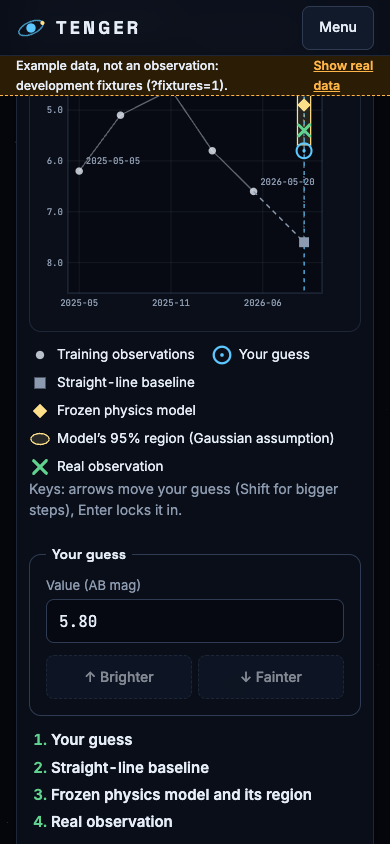 TENGER
Menu
Example data, not an observation:
development fixtures (?fixtures=1).
Show real
data
5.0
6.0
7.0
8.0
2025-05-05
2026-05-20
2025-05
2025-11
2026-06
Training observations
Your guess
Straight-line baseline
Frozen physics model
Model's 95% region (Gaussian assumption)
Real observation
Keys: arrows move your guess (Shift for bigger
steps), Enter locks it in.
Your guess
Value (AB mag)
5.80
↑ Brighter
↓ Fainter
1. Your guess
2. Straight-line baseline
3. Frozen physics model and its region
4. Real observation